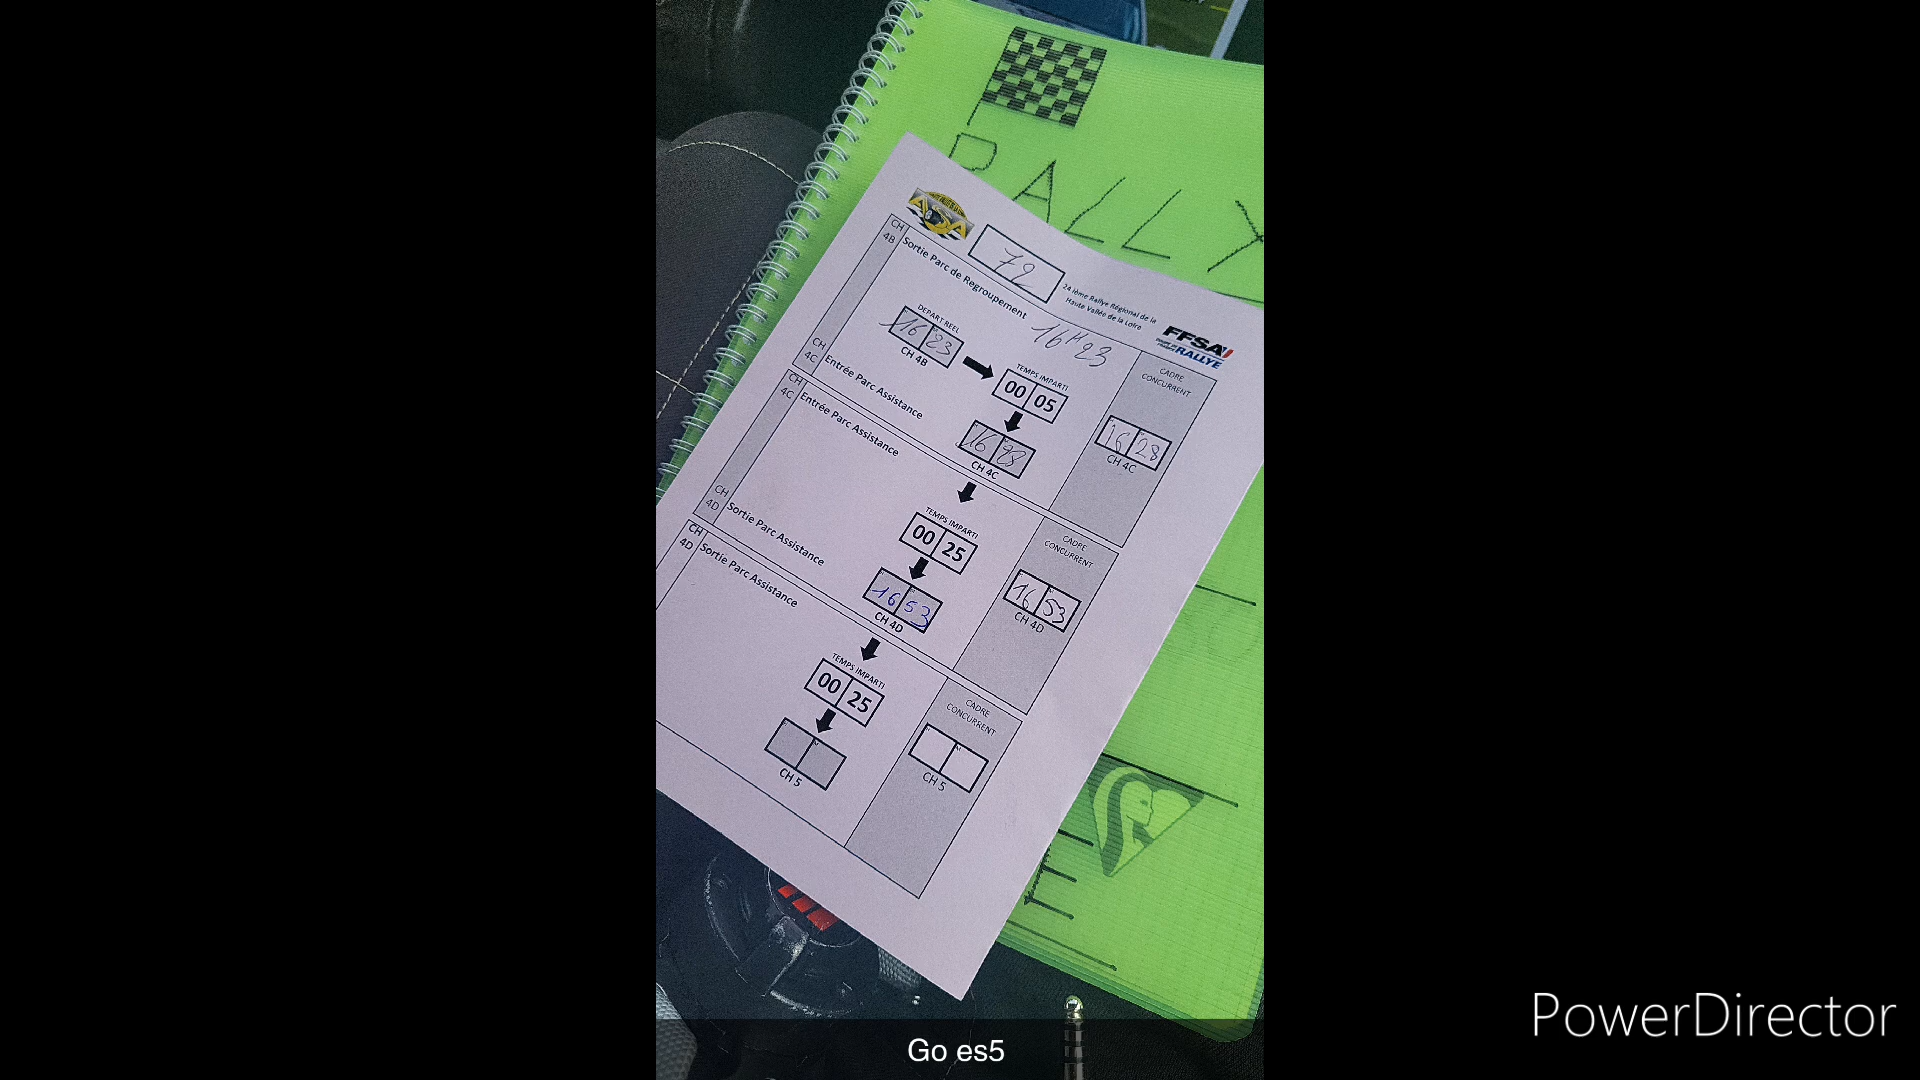 RALLY
72
24 ième Rallye Régional de la
Haute Vallée de la Loire
FFSA
RALLYE
CH
4B
Sortie Parc de Regroupement
16H23
DEPART REEL
16 23
CH 4B
TEMPS IMPARTI
00 05
CADRE
CONCURRENT
CH
4C
Entrée Parc Assistance
CH 4C
16 28
CH 4C
CH
4C
Entrée Parc Assistance
TEMPS IMPARTI
00 25
CADRE
CONCURRENT
CH
4D
Sortie Parc Assistance
16 53
CH 4D
16 53
CH 4D
CH
4D
Sortie Parc Assistance
TEMPS IMPARTI
00 25
CADRE
CONCURRENT
CH 5
CH 5
Go es5
PowerDirector